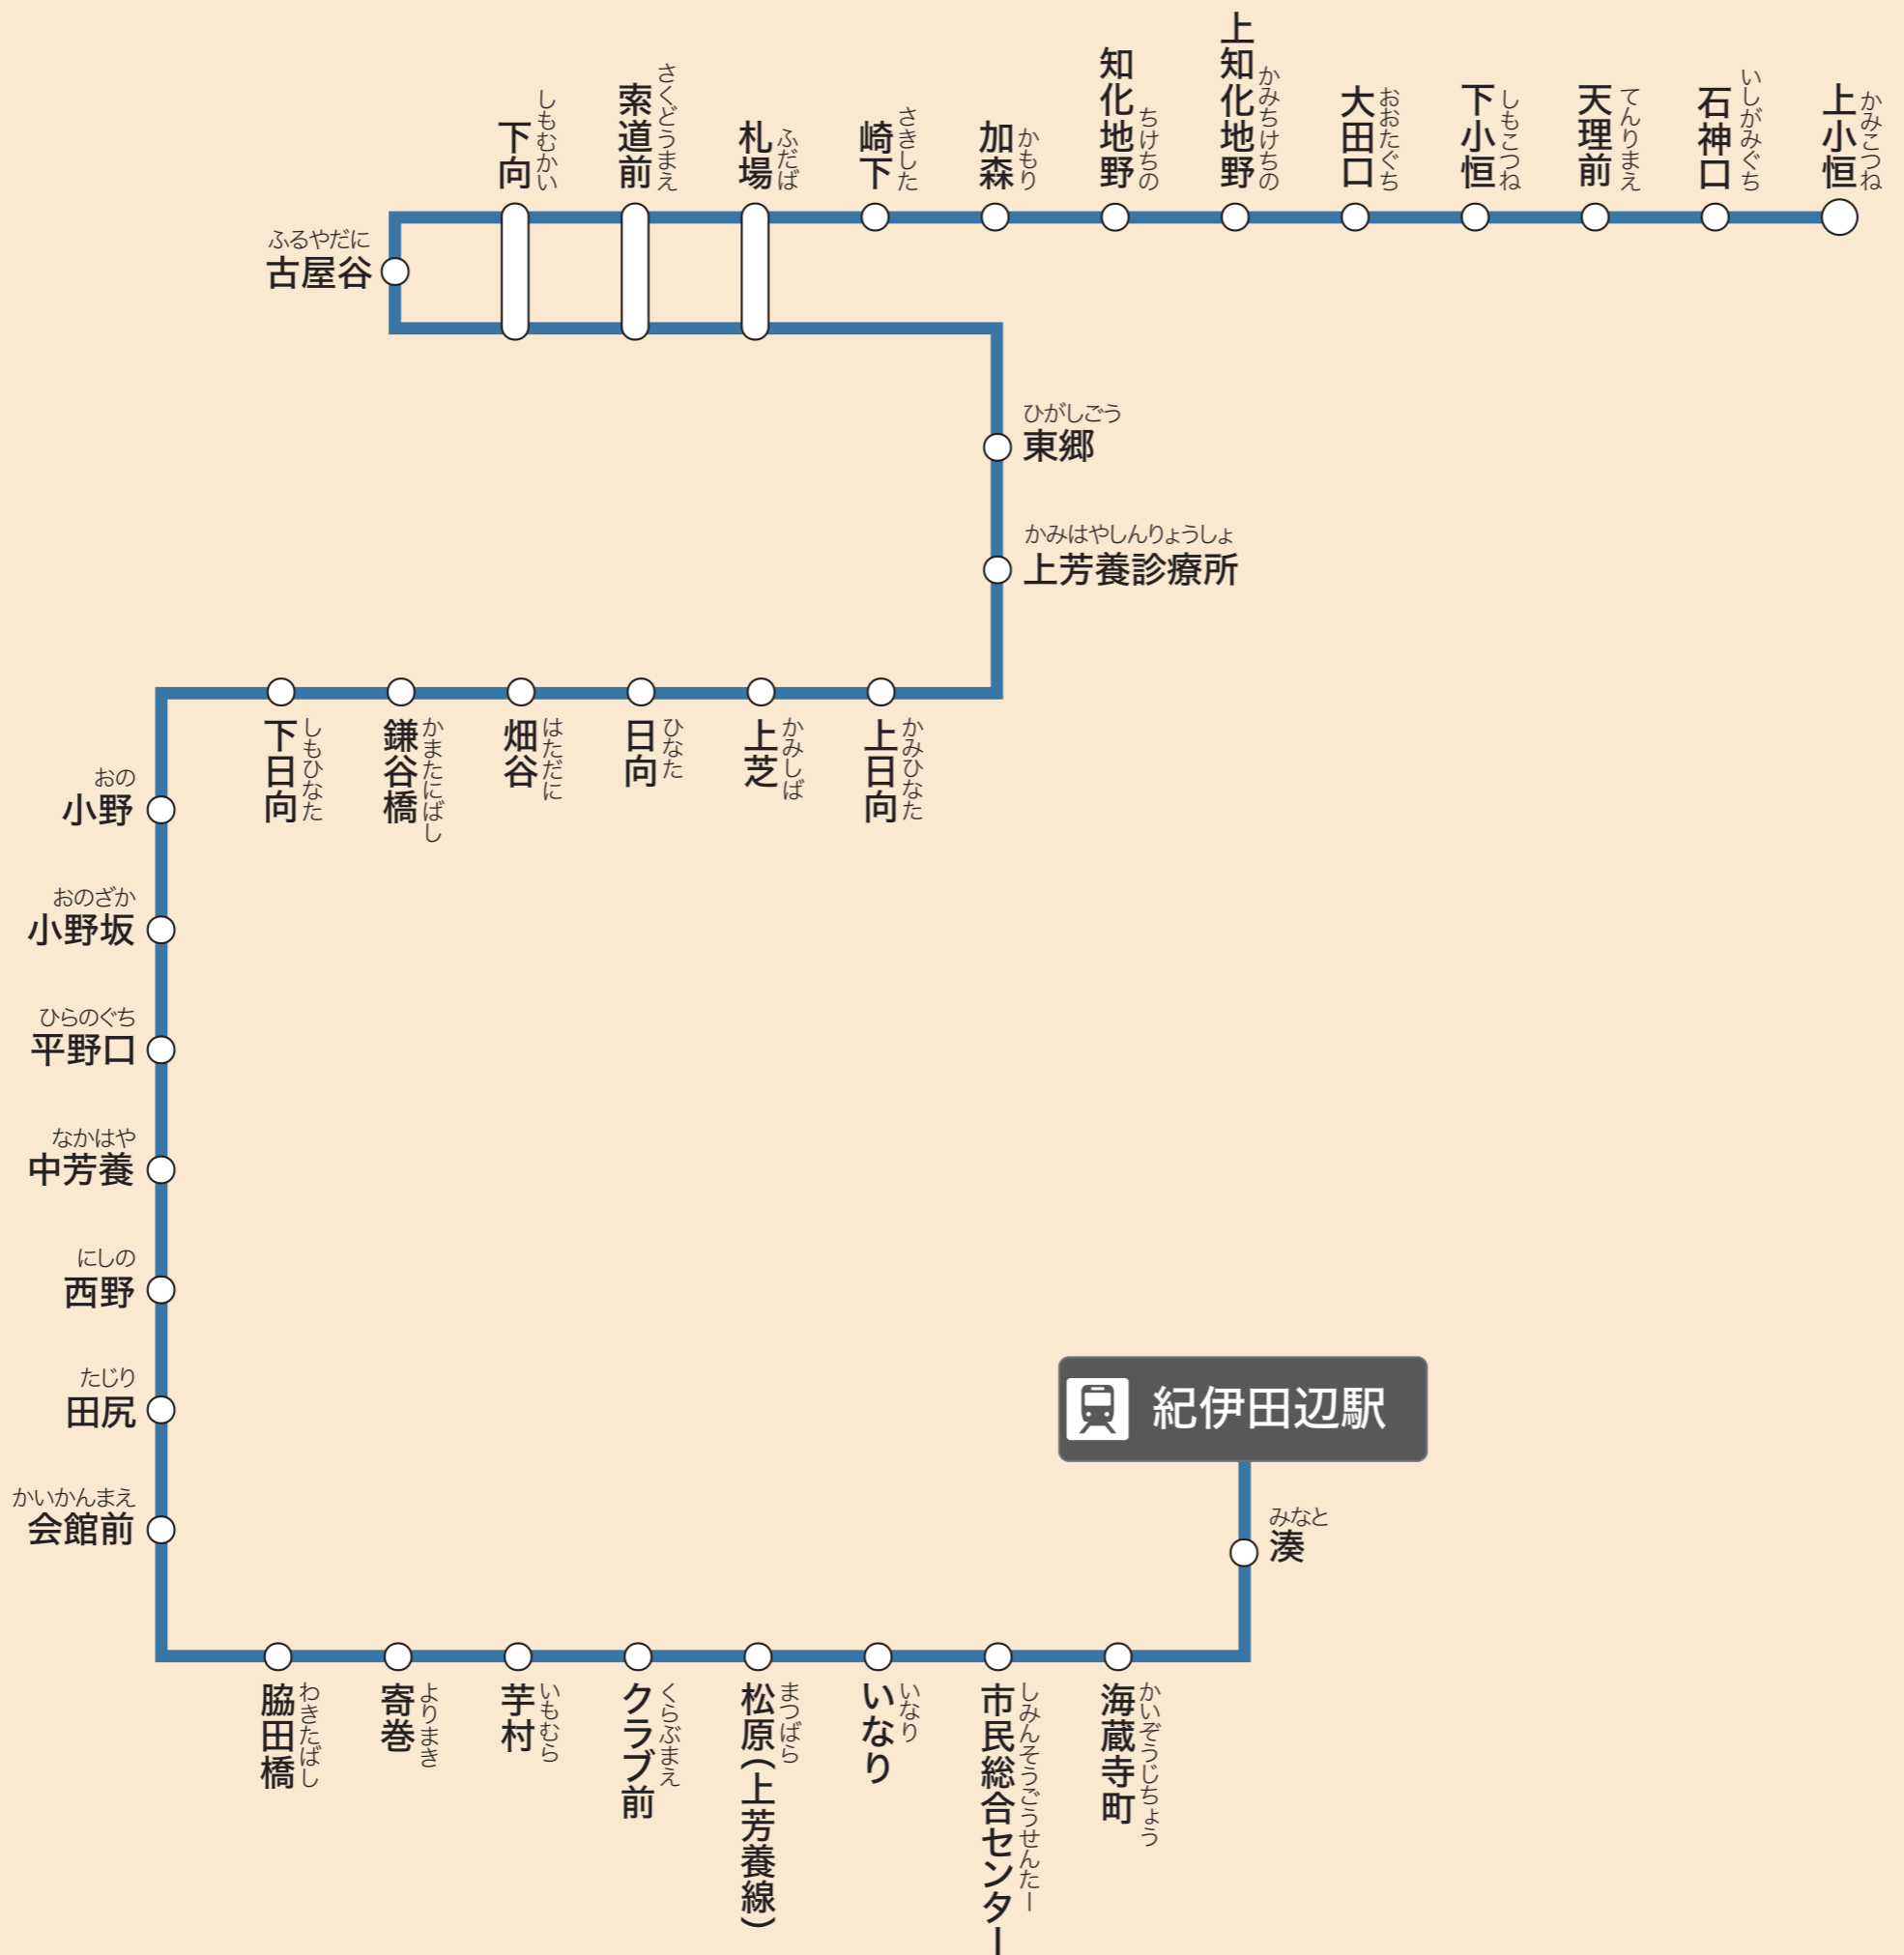 上小恒
かみこつね
石神口
いしがみぐち
天理前
てんりまえ
下小恒
しもこつね
大田口
おおたぐち
上知化地野
かみちけちの
知化地野
ちけちの
加森
かもり
崎下
さきした
札場
ふだば
索道前
さくどうまえ
下向
しもむかい
ふるやだに
古屋谷
ひがしごう
東郷
かみはやしんりょうしょ
上芳養診療所
上日向
かみひなた
上芝
かみしば
日向
ひなた
畑谷
はただに
鎌谷橋
かまたにばし
下日向
しもひなた
おの
小野
おのざか
小野坂
ひらのぐち
平野口
なかはや
中芳養
にしの
西野
たじり
田尻
かいかんまえ
会館前
脇田橋
わきたばし
寄巻
よりまき
芋村
いもむら
クラブ前
くらぶまえ
松原(上芳養線)
まつばら
いなり
いなり
市民総合センター
しみんそうごうせんたー
海蔵寺町
かいぞうじちょう
みなと
湊
紀伊田辺駅